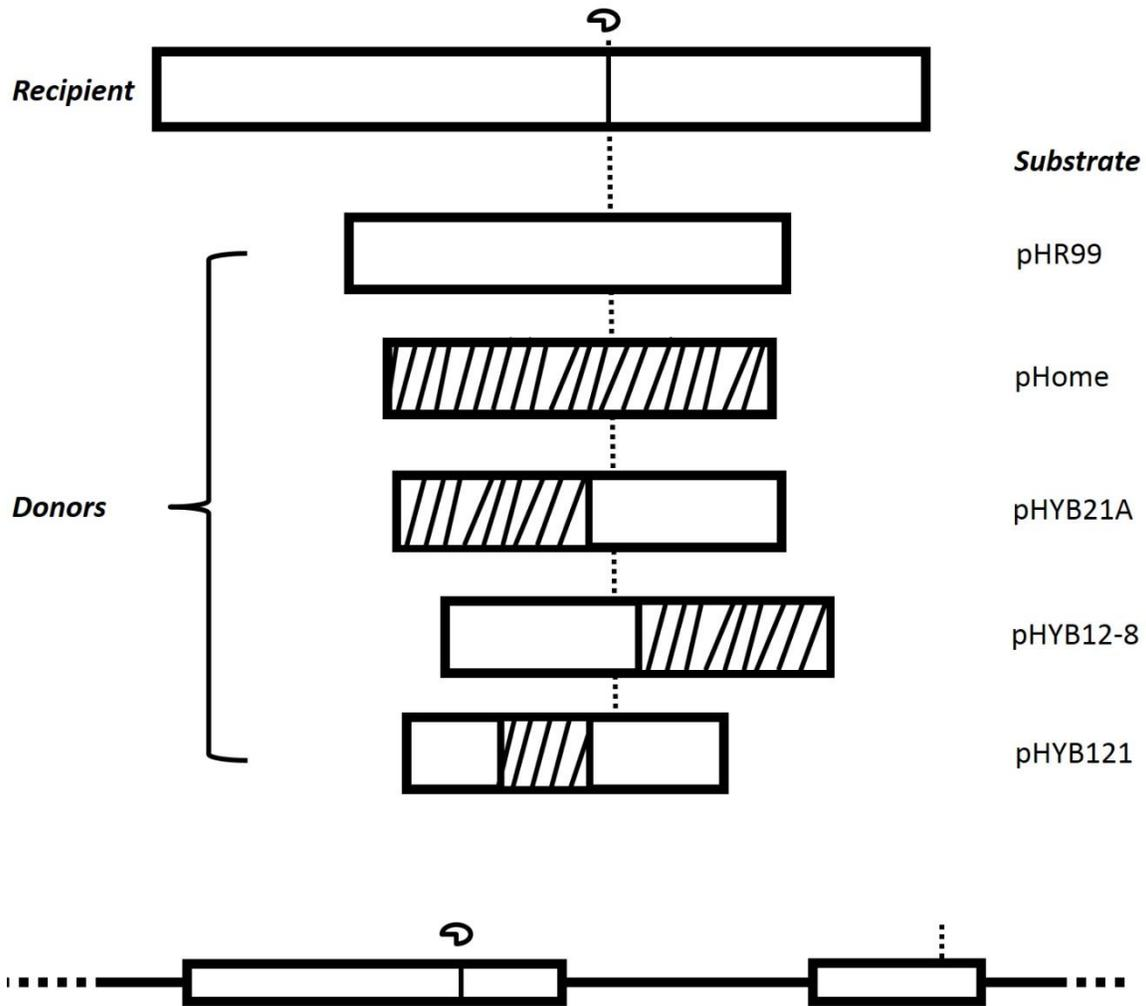 Recipient
Substrate
pHR99
pHome
Donors
pHYB21A
pHYB12-8
pHYB121